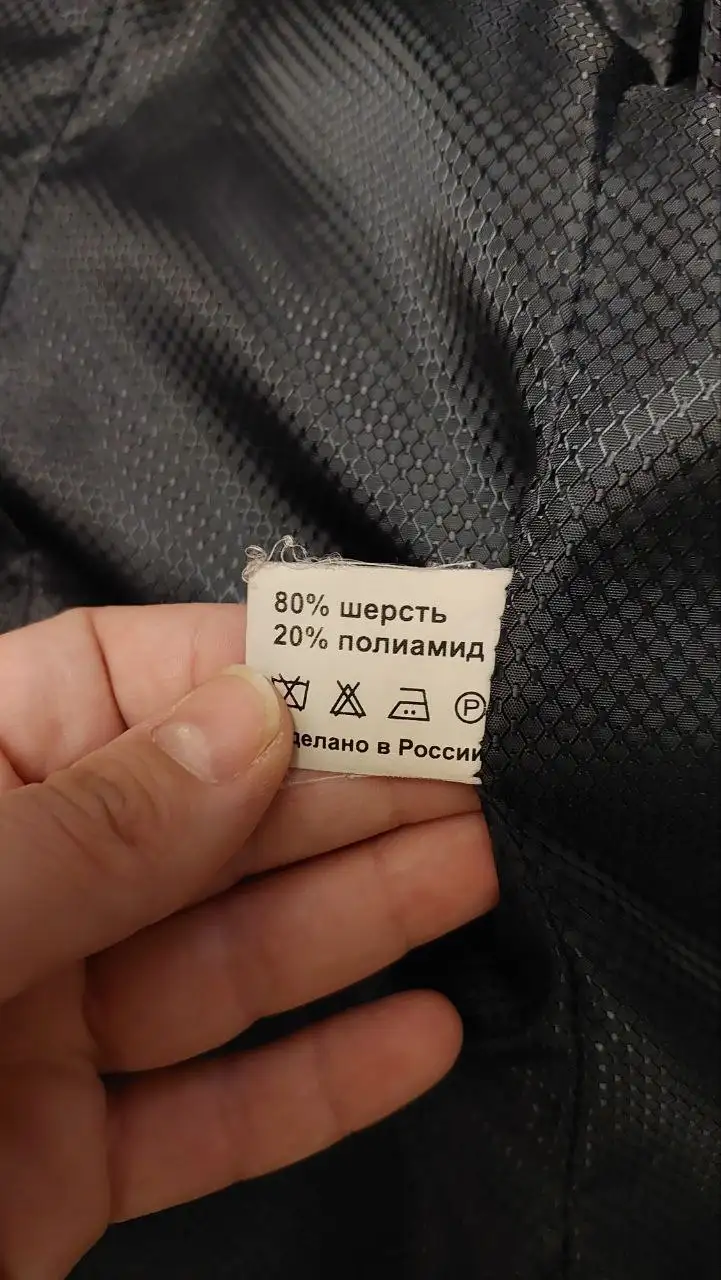 80% шерсть
20% полиамид
P
делано в России